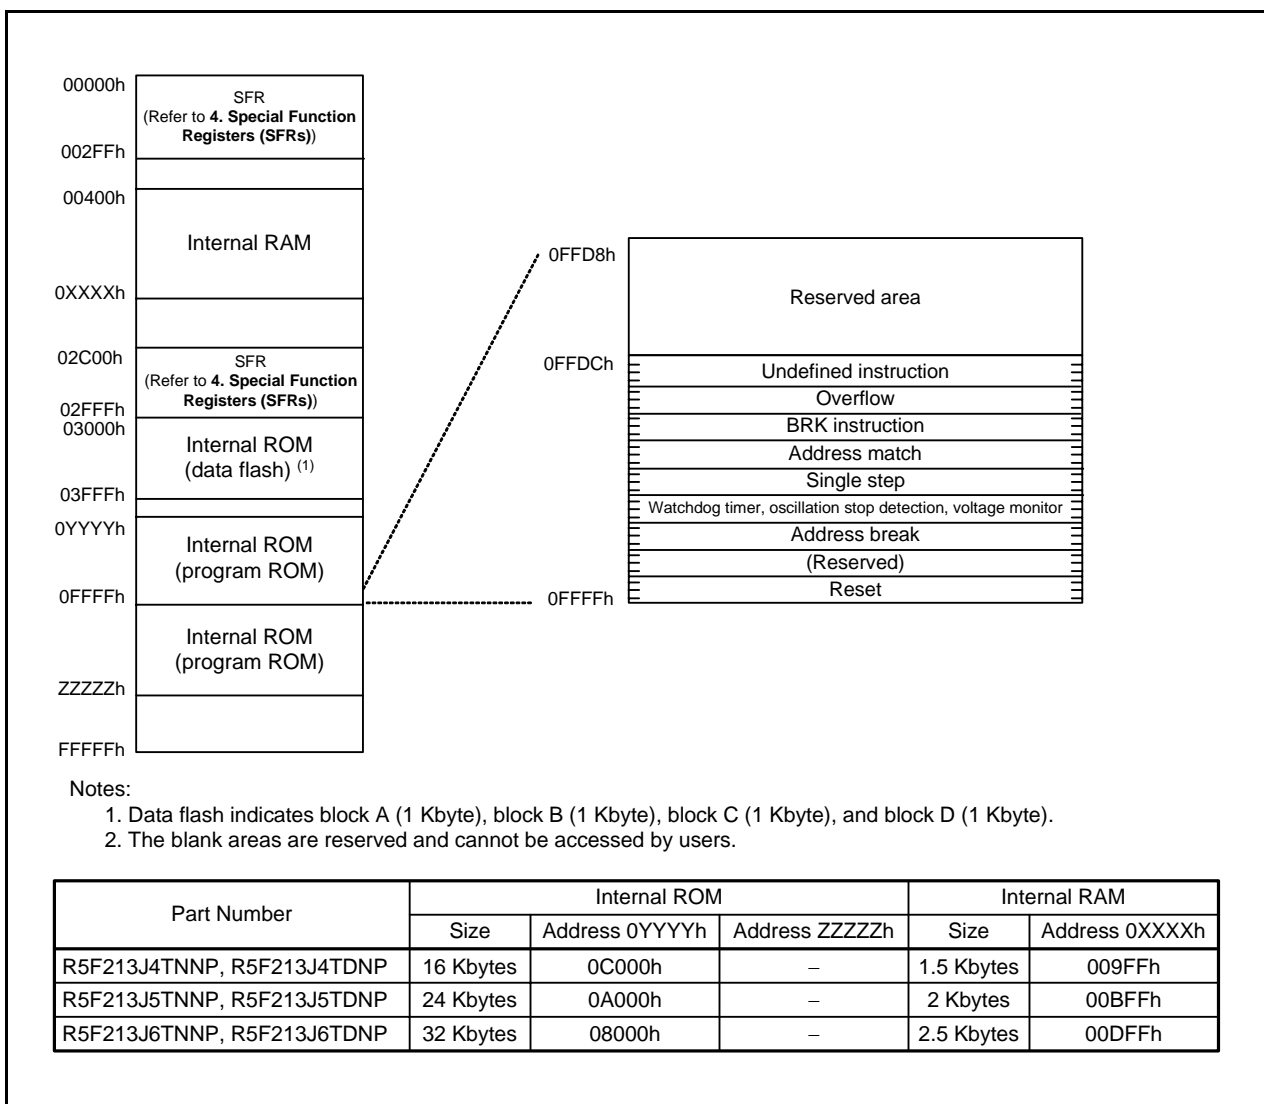 00000h
SFR
(Refer to 4. Special Function
Registers (SFRs))
002FFh
00400h
Internal RAM
0XXXXh
02C00h
SFR
(Refer to 4. Special Function
Registers (SFRs))
02FFFh
03000h
Internal ROM
(data flash) (1)
03FFFh
0YYYYh
Internal ROM
(program ROM)
0FFFFh
Internal ROM
(program ROM)
ZZZZZh
FFFFFh
0FFD8h
Reserved area
0FFDCh
Undefined instruction
Overflow
BRK instruction
Address match
Single step
Watchdog timer, oscillation stop detection, voltage monitor
Address break
(Reserved)
Reset
0FFFFh
Notes:
1. Data flash indicates block A (1 Kbyte), block B (1 Kbyte), block C (1 Kbyte), and block D (1 Kbyte).
2. The blank areas are reserved and cannot be accessed by users.
Part Number Internal ROM Internal RAM
Size Address 0YYYYh Address ZZZZZh Size Address 0XXXXh
R5F213J4TNNP, R5F213J4TDNP 16 Kbytes 0C000h – 1.5 Kbytes 009FFh
R5F213J5TNNP, R5F213J5TDNP 24 Kbytes 0A000h – 2 Kbytes 00BFFh
R5F213J6TNNP, R5F213J6TDNP 32 Kbytes 08000h – 2.5 Kbytes 00DFFh